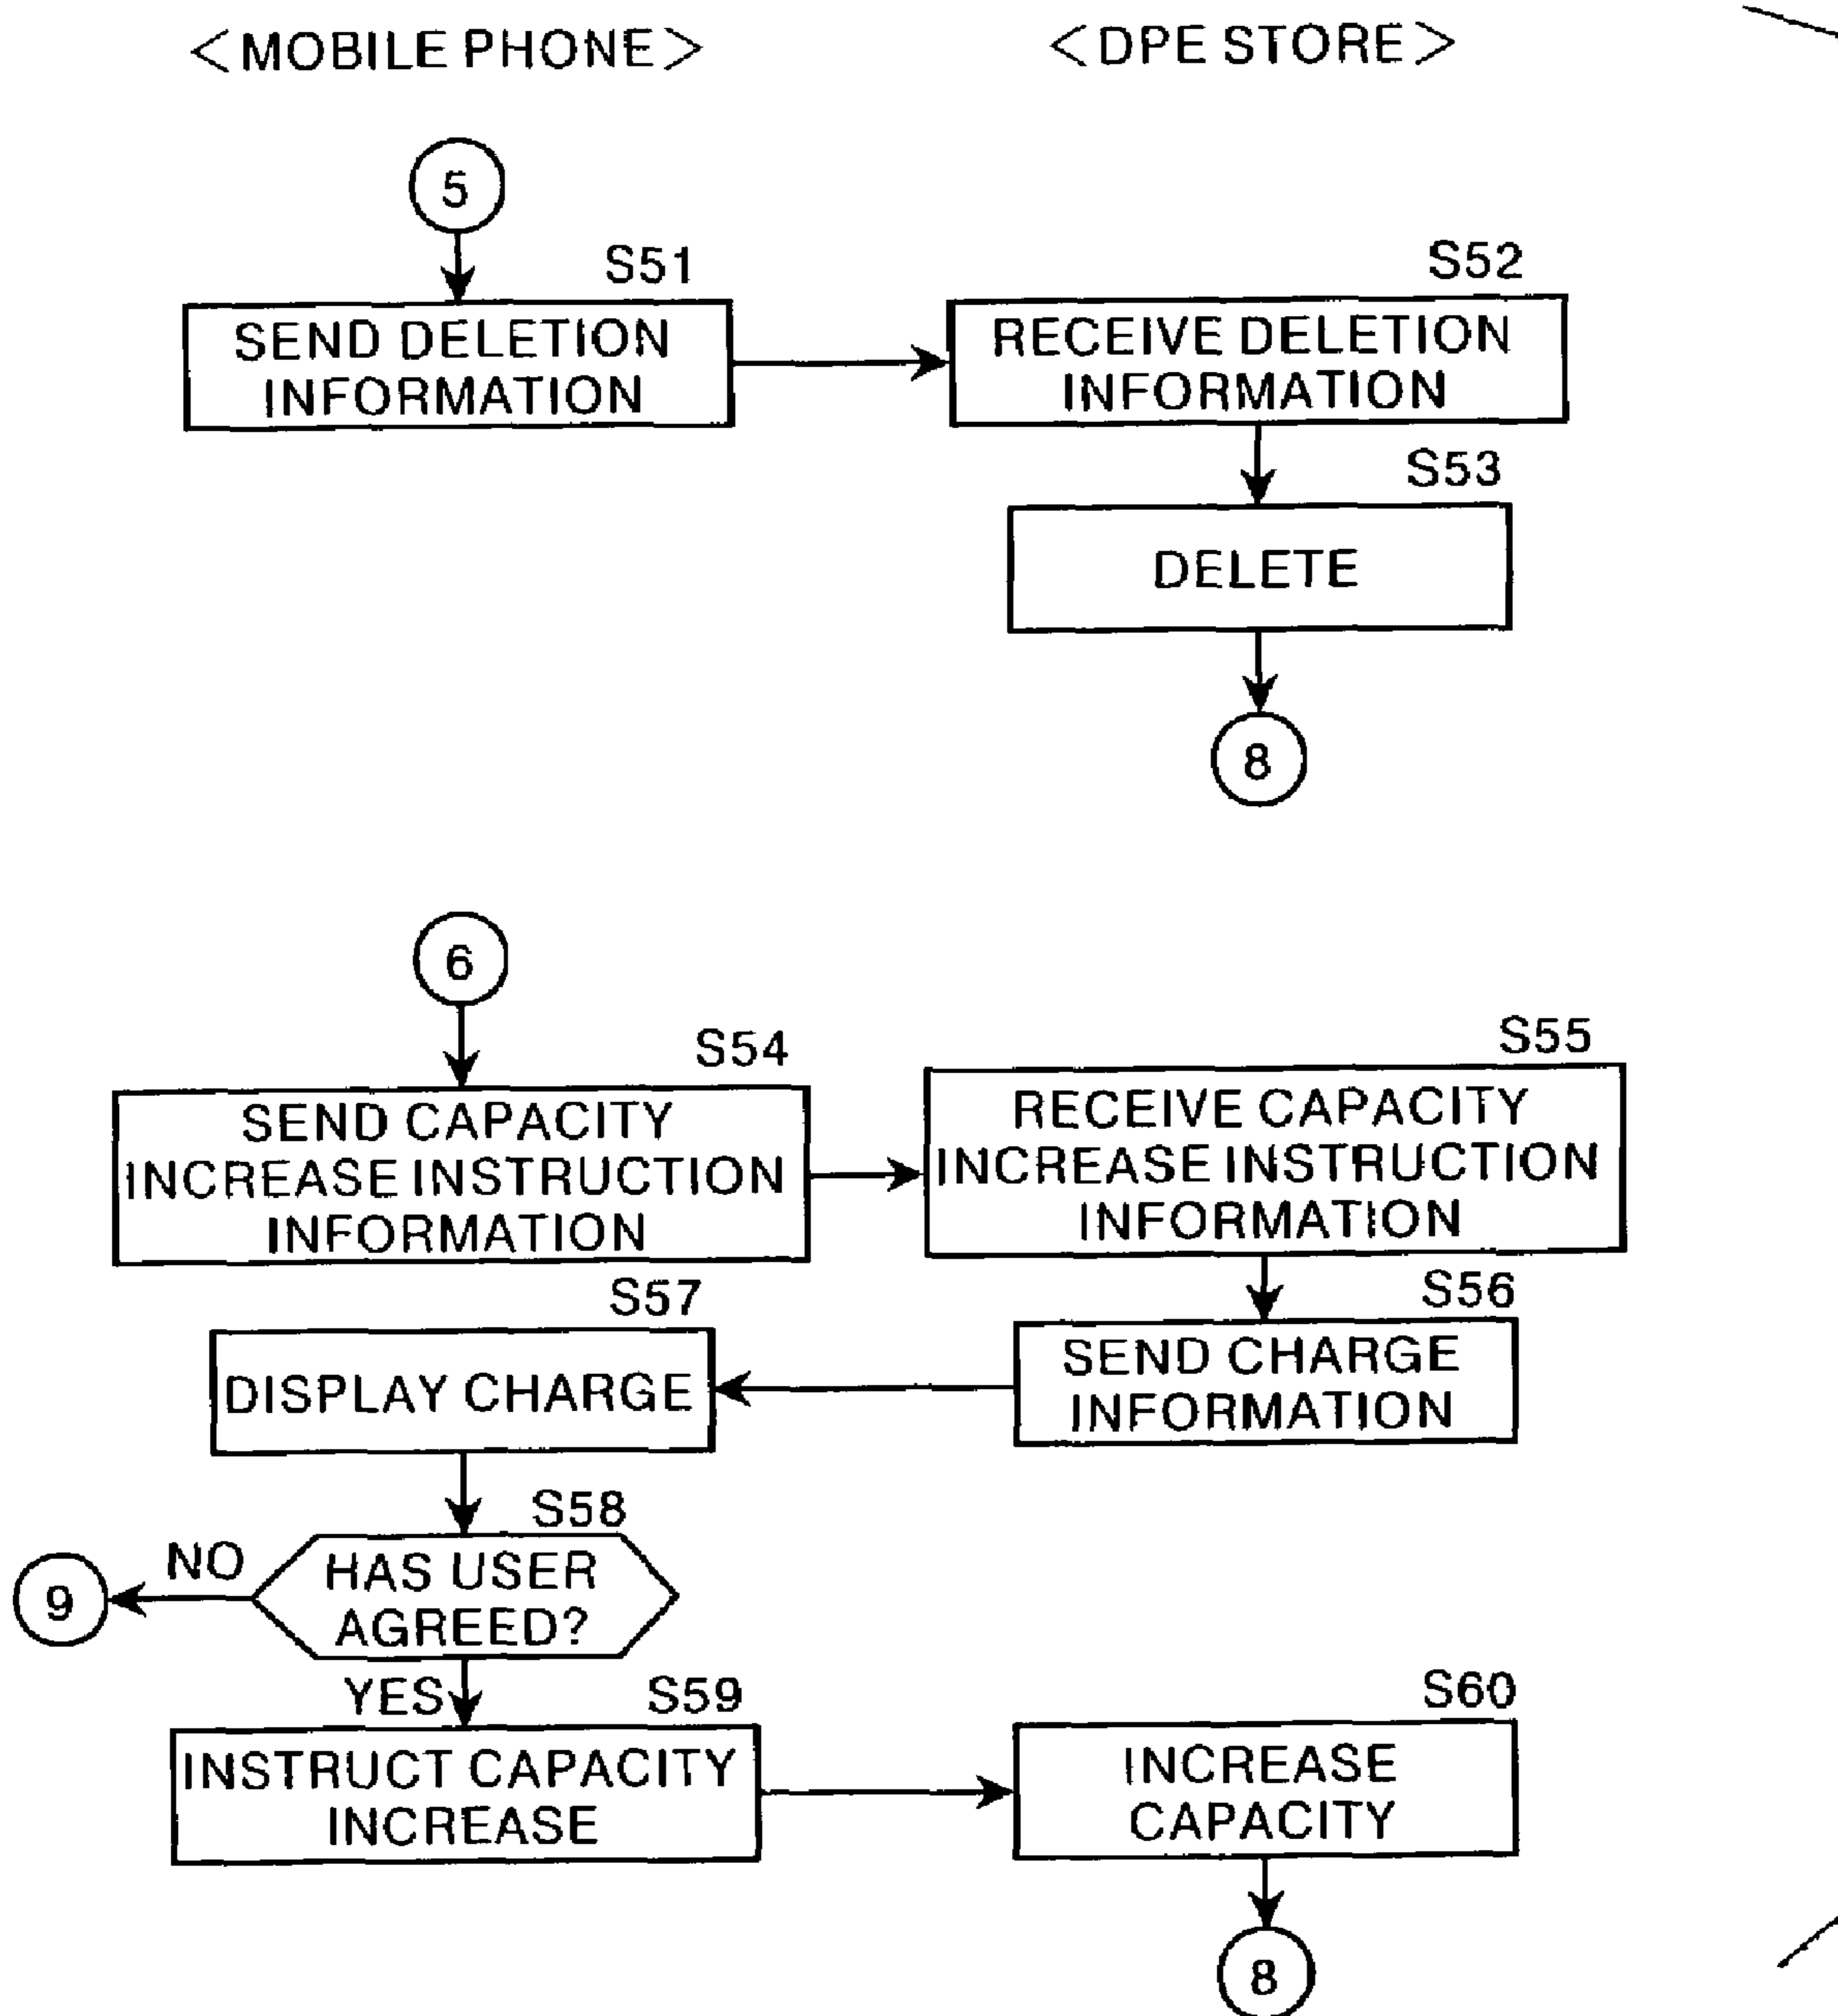 <MOBILE PHONE>
<DPE STORE>
5
S51
SEND DELETION
INFORMATION
S52
RECEIVE DELETION
INFORMATION
S53
DELETE
8
6
S54
SEND CAPACITY
INCREASE INSTRUCTION
INFORMATION
S55
RECEIVE CAPACITY
INCREASE INSTRUCTION
INFORMATION
S56
SEND CHARGE
INFORMATION
S57
DISPLAY CHARGE
S58
HAS USER
AGREED?
NO
9
YES
S59
INSTRUCT CAPACITY
INCREASE
S60
INCREASE
CAPACITY
8